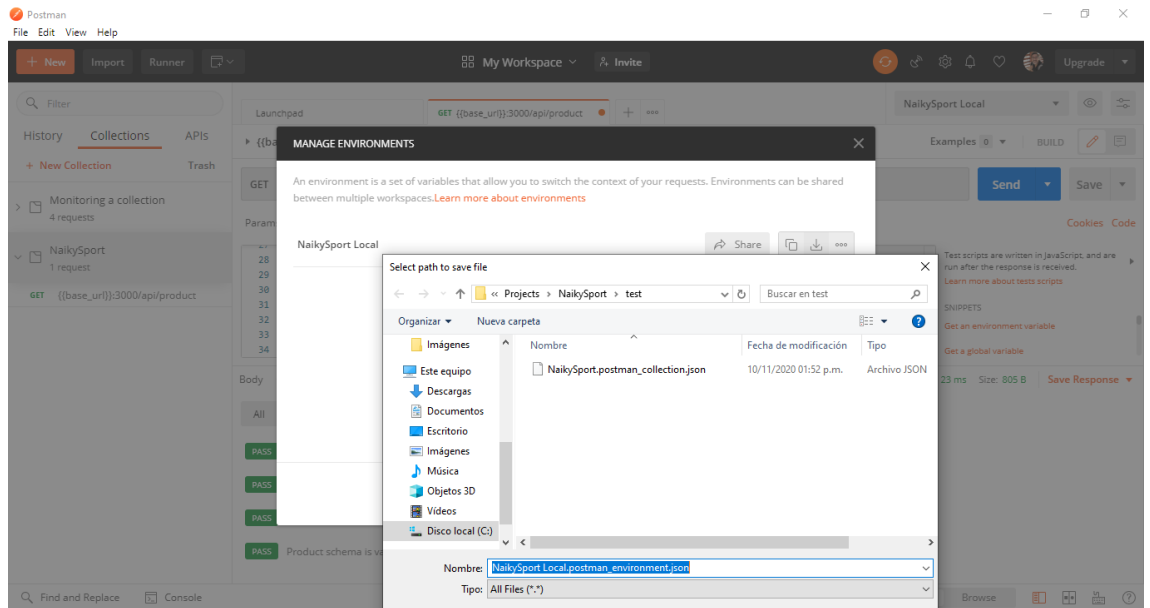 Postman
File Edit View Help
+ New Import Runner My Workspace Invite Upgrade
Filter
NaikySport Local
Launchpad GET {{base_url}}:3000/api/product
History Collections APIs
+ New Collection Trash
MANAGE ENVIRONMENTS
Examples 0 BUILD
GET
An environment is a set of variables that allow you to switch the context of your requests. Environments can be shared
between multiple workspaces.Learn more about environments
Send Save
Monitoring a collection
4 requests
Param
Cookies Code
NaikySport
1 request
NaikySport Local Share
GET {{base_url}}:3000/api/product
28
29
30
31
32
33
34
Test scripts are written in JavaScript, and are
run after the response is received.
Learn more about tests scripts
SNIPPETS
Get an environment variable
Get a global variable
Select path to save file
« Projects > NaikySport > test Buscar en test
Organizar Nueva carpeta
Imágenes
Este equipo
Descargas
Documentos
Escritorio
Imágenes
Música
Objetos 3D
Vídeos
Disco local (C:)
Nombre Fecha de modificación Tipo
NaikySport.postman_collection.json 10/11/2020 01:52 p.m. Archivo JSON
Body
23 ms Size: 805 B Save Response
All
PASS
PASS
PASS
PASS Product schema is va
Nombre: NaikySport Local.postman_environment.json
Tipo: All Files (*.*)
Find and Replace Console Browse